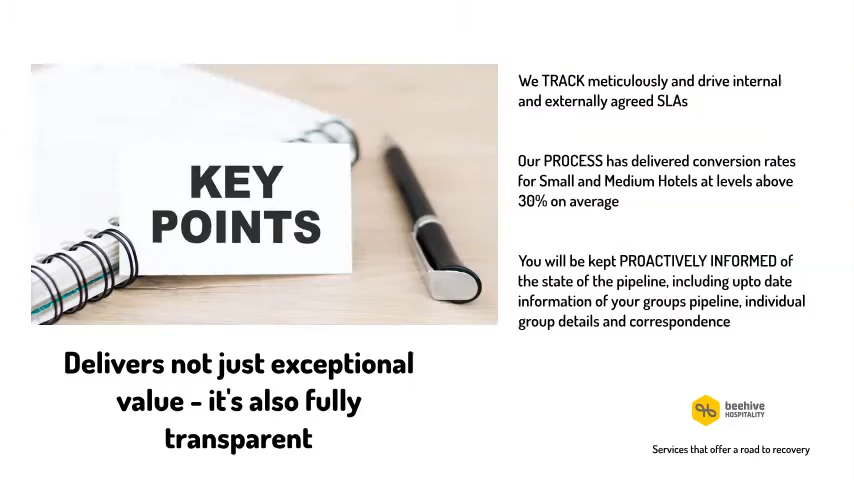 KEY
POINTS
Delivers not just exceptional
value - it's also fully
transparent
We TRACK meticulously and drive internal
and externally agreed SLAs
Our PROCESS has delivered conversion rates
for Small and Medium Hotels at levels above
30% on average
You will be kept PROACTIVELY INFORMED of
the state of the pipeline, including upto date
information of your groups pipeline, individual
group details and correspondence
beehive
HOSPITALITY
Services that offer a road to recovery